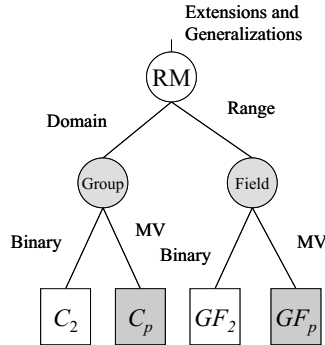 Extensions and
Generalizations
RM
Domain
Range
Group
Field
Binary
MV
Binary
MV
C2
Cp
GF2
GFp